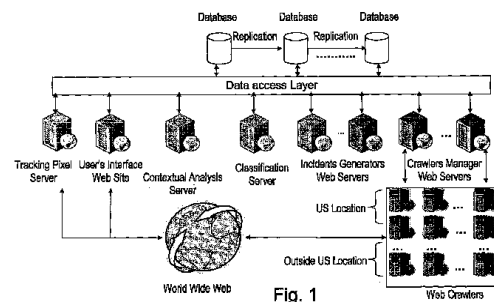 Database Database Database
Replication Replication
Data access Layer
Tracking Pixel Server
User's Interface Web Site
Contextual Analysis Server
Classification Server
Incidents Generators Web Servers
Crawlers Manager Web Servers
US Location
Outside US Location
World Wide Web
Web Crawlers
Fig. 1